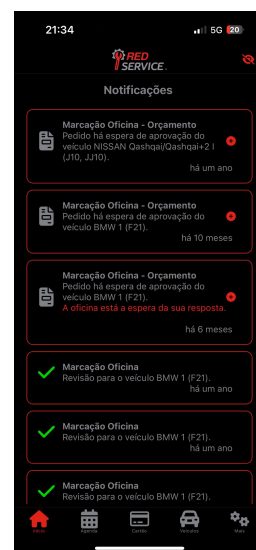 21:34
5G 20
RED
SERVICE.
Notificações
Marcação Oficina - Orçamento
Pedido há espera de aprovação do
veículo NISSAN Qashqai/Qashqai+2 I
(J10, JJ10).
há um ano
Marcação Oficina - Orçamento
Pedido há espera de aprovação do
veículo BMW 1 (F21).
há 10 meses
Marcação Oficina - Orçamento
Pedido há espera de aprovação do
veículo BMW 1 (F21).
A oficina está a espera da sua resposta.
há 6 meses
Marcação Oficina
Revisão para o veículo BMW 1 (F21).
há um ano
Marcação Oficina
Revisão para o veículo BMW 1 (F21).
há um ano
Marcação Oficina
Revisão para o veículo BMW 1 (F21).
Início Agenda Cartão Veículos Mais